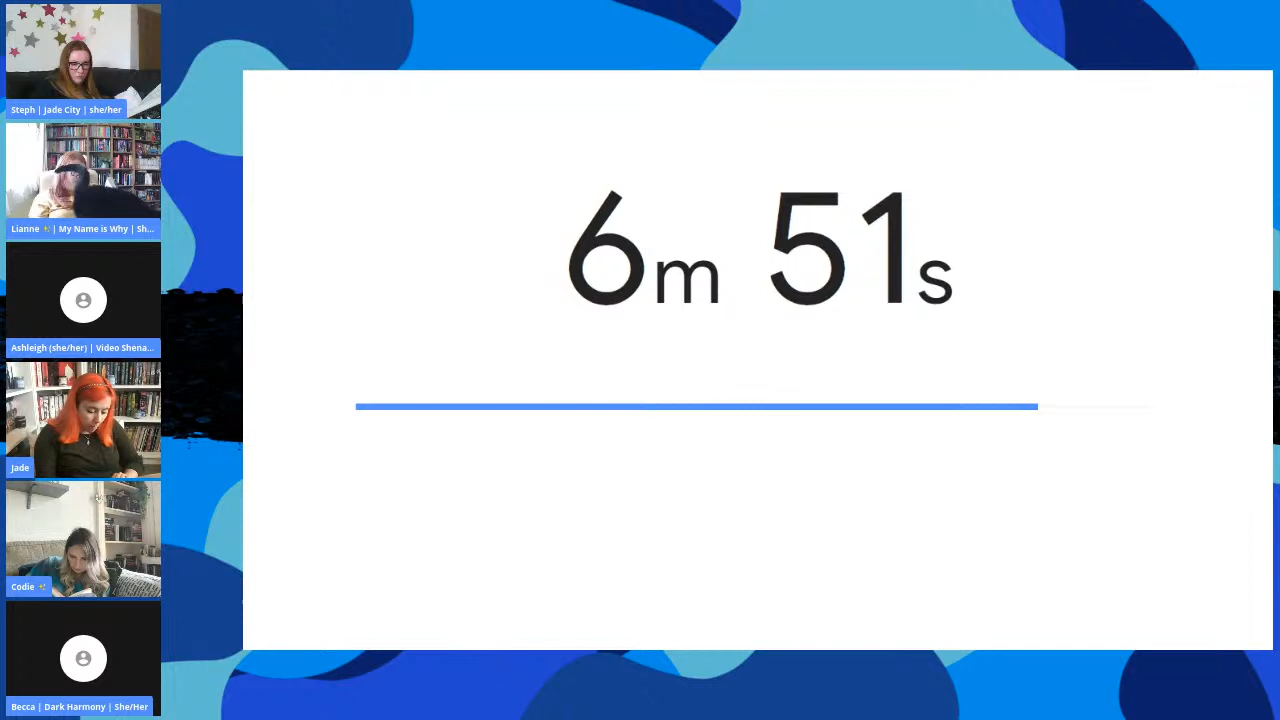 Steph | Jade City | she/her
Lianne ✨ | My Name is Why | Sh...
Ashleigh (she/her) | Video Shena...
Jade
Codie ✨
Becca | Dark Harmony | She/Her
6m 51s